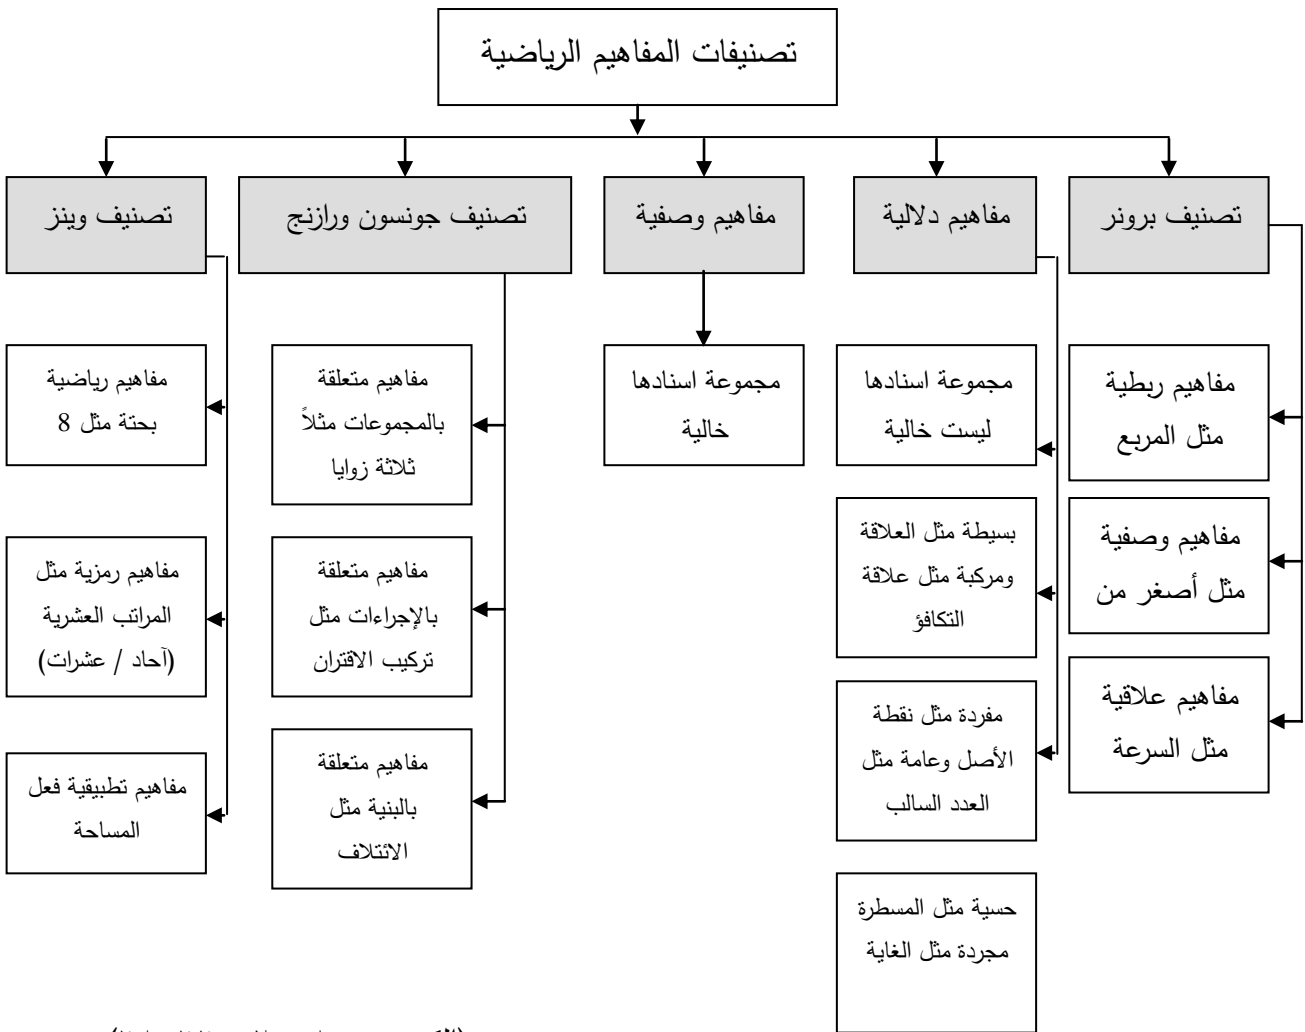 تصنيفات المفاهيم الرياضية
تصنيف برونر
مفاهيم دلالية
مفاهيم وصفية
تصنيف جونسون ورازنج
تصنيف وينز
مفاهيم ربطية
مثل المربع
مفاهيم وصفية
مثل أصغر من
مفاهيم علاقية
مثل السرعة
مجموعة اسنادها
ليست خالية
بسيطة مثل العلاقة
ومركبة مثل علاقة
التكافؤ
مفردة مثل نقطة
الأصل وعامة مثل
العدد السالب
حسية مثل المسطرة
مجردة مثل الغاية
مجموعة اسنادها
خالية
مفاهيم متعلقة
بالمجموعات مثلاً
ثلاثة زوايا
مفاهيم متعلقة
بالإجراءات مثل
تركيب الاقتران
مفاهيم متعلقة
بالبنية مثل
الائتلاف
مفاهيم رياضية
بحتة مثل 8
مفاهيم رمزية مثل
المراتب العشرية
(آحاد / عشرات)
مفاهيم تطبيقية فعل
المساحة